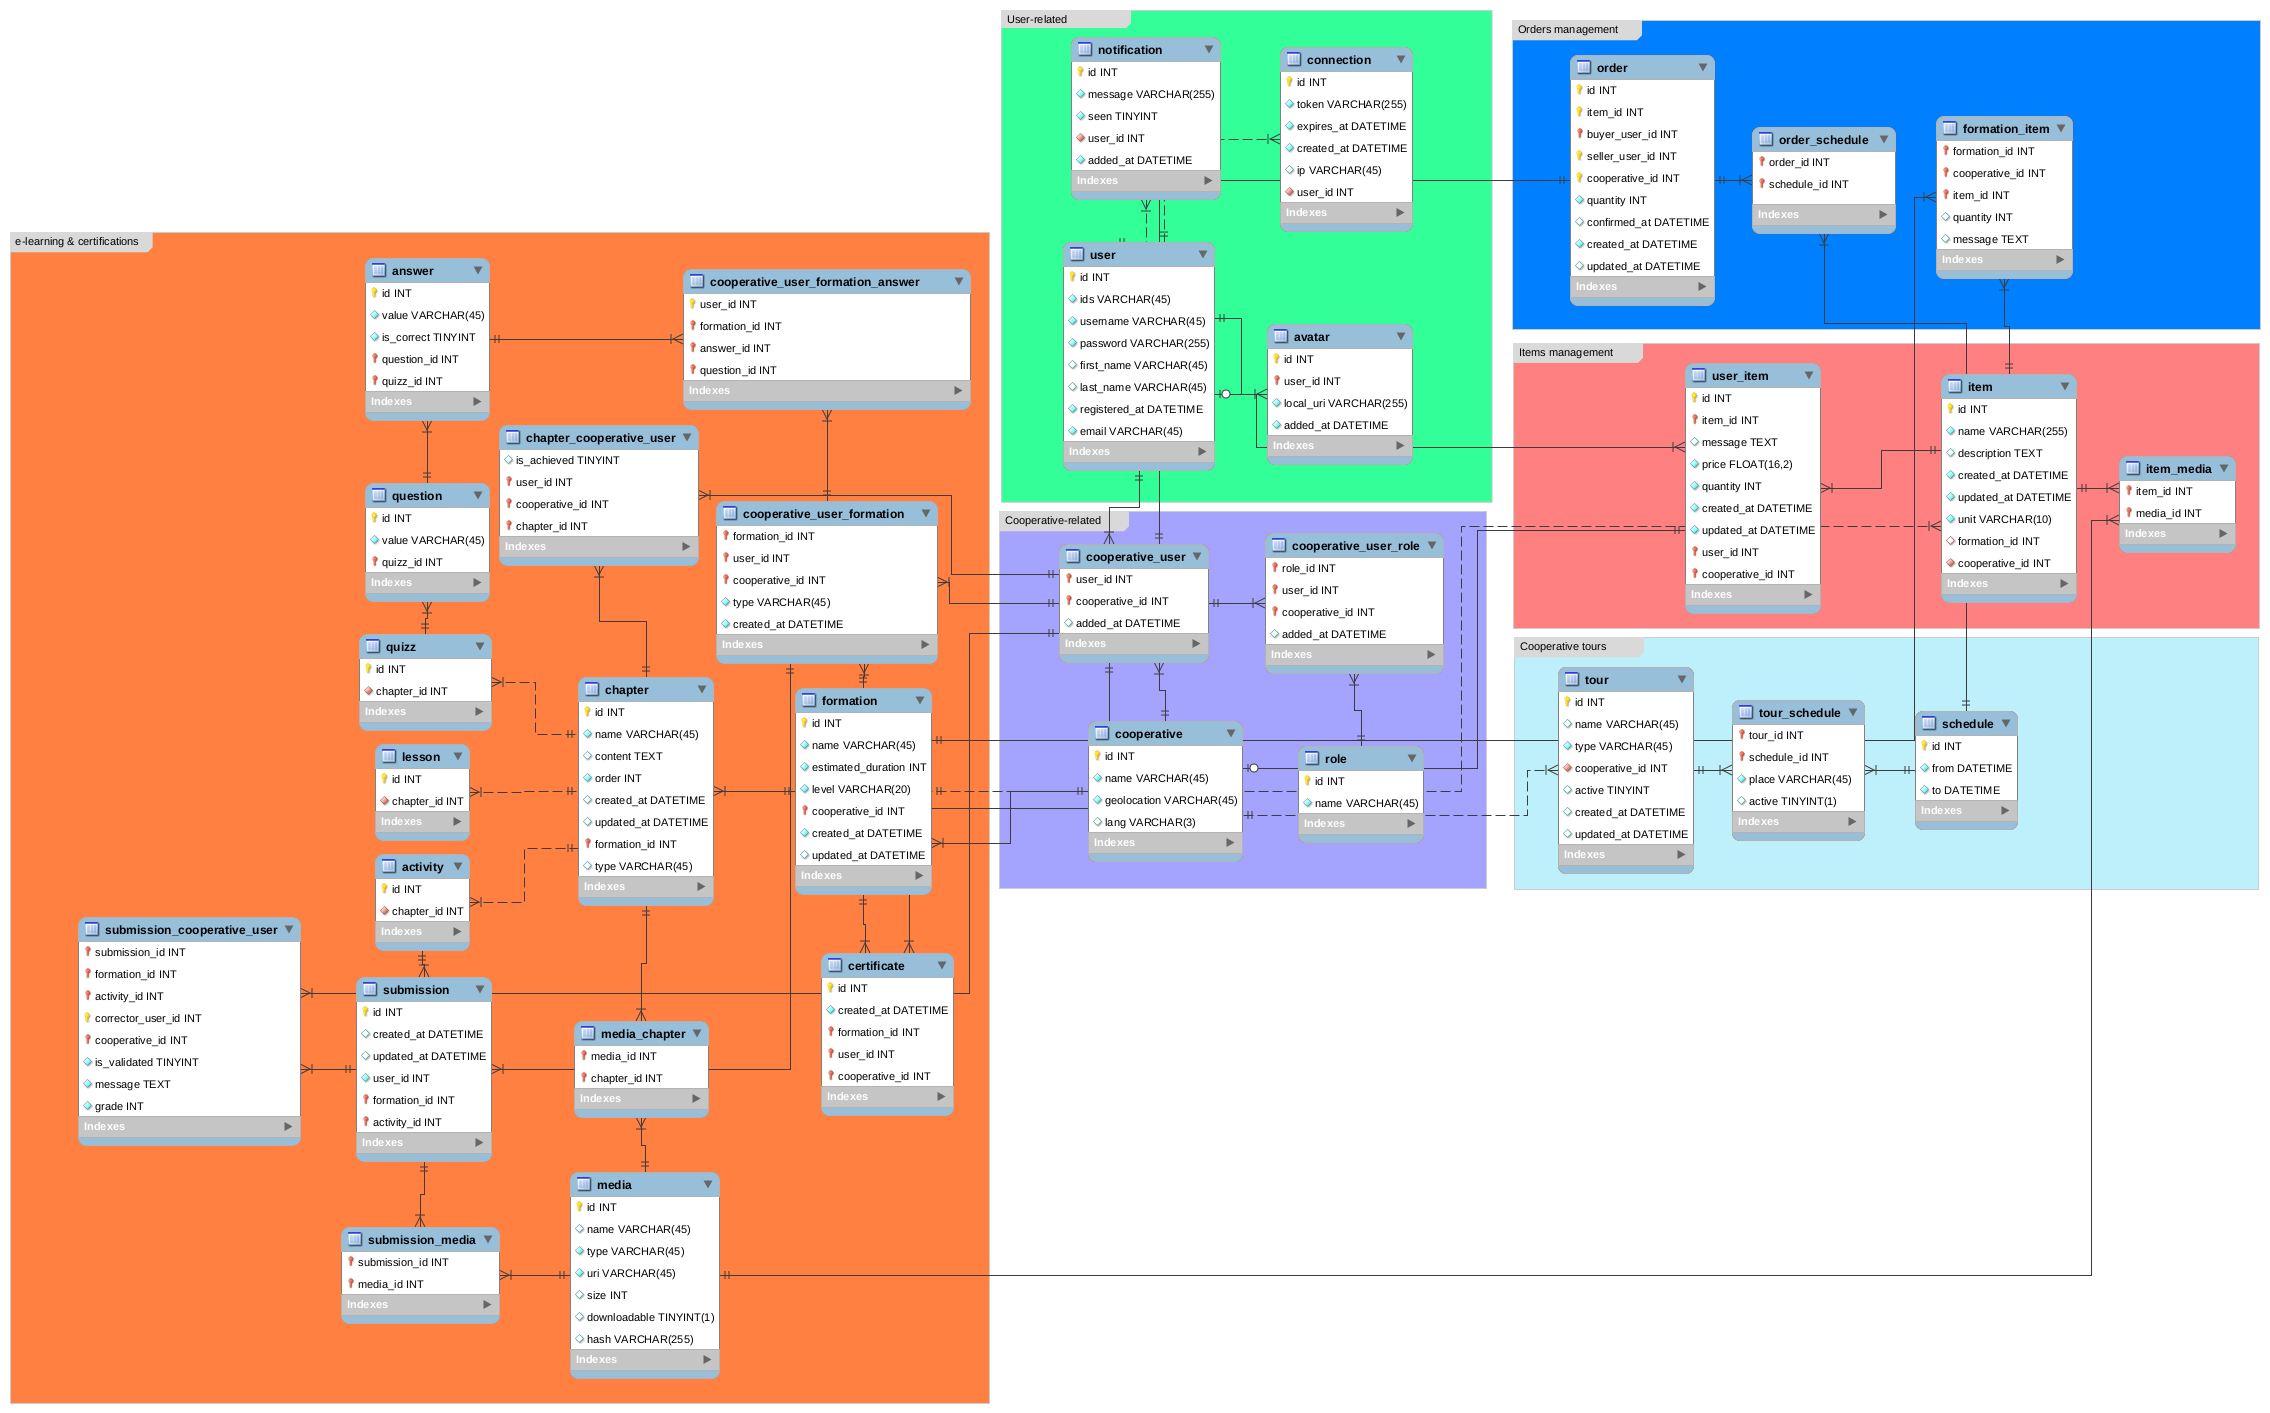 User-related
notification
id INT
message VARCHAR(255)
seen TINYINT
user_id INT
added_at DATETIME
Indexes
connection
id INT
token VARCHAR(255)
expires_at DATETIME
created_at DATETIME
ip VARCHAR(45)
user_id INT
Indexes
user
id INT
ids VARCHAR(45)
username VARCHAR(45)
password VARCHAR(255)
first_name VARCHAR(45)
last_name VARCHAR(45)
registered_at DATETIME
email VARCHAR(45)
Indexes
avatar
id INT
user_id INT
local_uri VARCHAR(255)
added_at DATETIME
Indexes
Orders management
order
id INT
item_id INT
buyer_user_id INT
seller_user_id INT
cooperative_id INT
quantity INT
confirmed_at DATETIME
created_at DATETIME
updated_at DATETIME
Indexes
order_schedule
order_id INT
schedule_id INT
Indexes
formation_item
formation_id INT
cooperative_id INT
item_id INT
quantity INT
message TEXT
Indexes
e-learning & certifications
answer
id INT
value VARCHAR(45)
is_correct TINYINT
question_id INT
quizz_id INT
Indexes
cooperative_user_formation_answer
user_id INT
formation_id INT
answer_id INT
question_id INT
Indexes
chapter_cooperative_user
is_achieved TINYINT
user_id INT
cooperative_id INT
chapter_id INT
Indexes
question
id INT
value VARCHAR(45)
quizz_id INT
Indexes
cooperative_user_formation
formation_id INT
user_id INT
cooperative_id INT
type VARCHAR(45)
created_at DATETIME
Indexes
quizz
id INT
chapter_id INT
Indexes
chapter
id INT
name VARCHAR(45)
content TEXT
order INT
created_at DATETIME
updated_at DATETIME
formation_id INT
type VARCHAR(45)
Indexes
formation
id INT
name VARCHAR(45)
estimated_duration INT
level VARCHAR(20)
cooperative_id INT
created_at DATETIME
updated_at DATETIME
Indexes
lesson
id INT
chapter_id INT
Indexes
activity
id INT
chapter_id INT
Indexes
submission_cooperative_user
submission_id INT
formation_id INT
activity_id INT
corrector_user_id INT
cooperative_id INT
is_validated TINYINT
message TEXT
grade INT
Indexes
submission
id INT
created_at DATETIME
updated_at DATETIME
user_id INT
formation_id INT
activity_id INT
Indexes
certificate
id INT
created_at DATETIME
formation_id INT
user_id INT
cooperative_id INT
Indexes
media_chapter
media_id INT
chapter_id INT
Indexes
media
id INT
name VARCHAR(45)
type VARCHAR(45)
uri VARCHAR(45)
size INT
downloadable TINYINT(1)
hash VARCHAR(255)
Indexes
submission_media
submission_id INT
media_id INT
Indexes
Cooperative-related
cooperative_user
user_id INT
cooperative_id INT
added_at DATETIME
Indexes
cooperative_user_role
role_id INT
user_id INT
cooperative_id INT
added_at DATETIME
Indexes
cooperative
id INT
name VARCHAR(45)
geolocation VARCHAR(45)
lang VARCHAR(3)
Indexes
role
id INT
name VARCHAR(45)
Indexes
Items management
user_item
id INT
item_id INT
message TEXT
price FLOAT(16,2)
quantity INT
created_at DATETIME
updated_at DATETIME
user_id INT
cooperative_id INT
Indexes
item
id INT
name VARCHAR(255)
description TEXT
created_at DATETIME
updated_at DATETIME
unit VARCHAR(10)
formation_id INT
cooperative_id INT
Indexes
item_media
item_id INT
media_id INT
Indexes
Cooperative tours
tour
id INT
name VARCHAR(45)
type VARCHAR(45)
cooperative_id INT
active TINYINT
created_at DATETIME
updated_at DATETIME
Indexes
tour_schedule
tour_id INT
schedule_id INT
place VARCHAR(45)
active TINYINT(1)
Indexes
schedule
id INT
from DATETIME
to DATETIME
Indexes